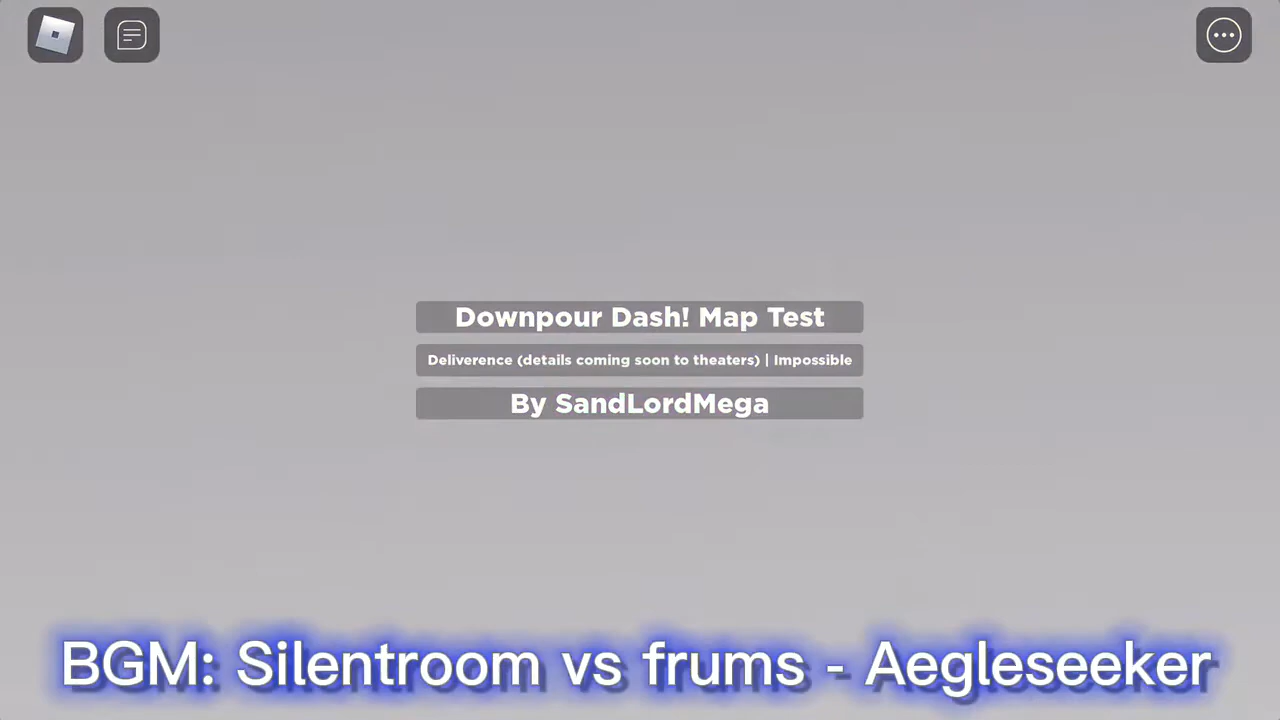 Downpour Dash! Map Test
Deliverence (details coming soon to theaters) | Impossible
By SandLordMega
BGM: Silentroom vs frums - Aegleseeker